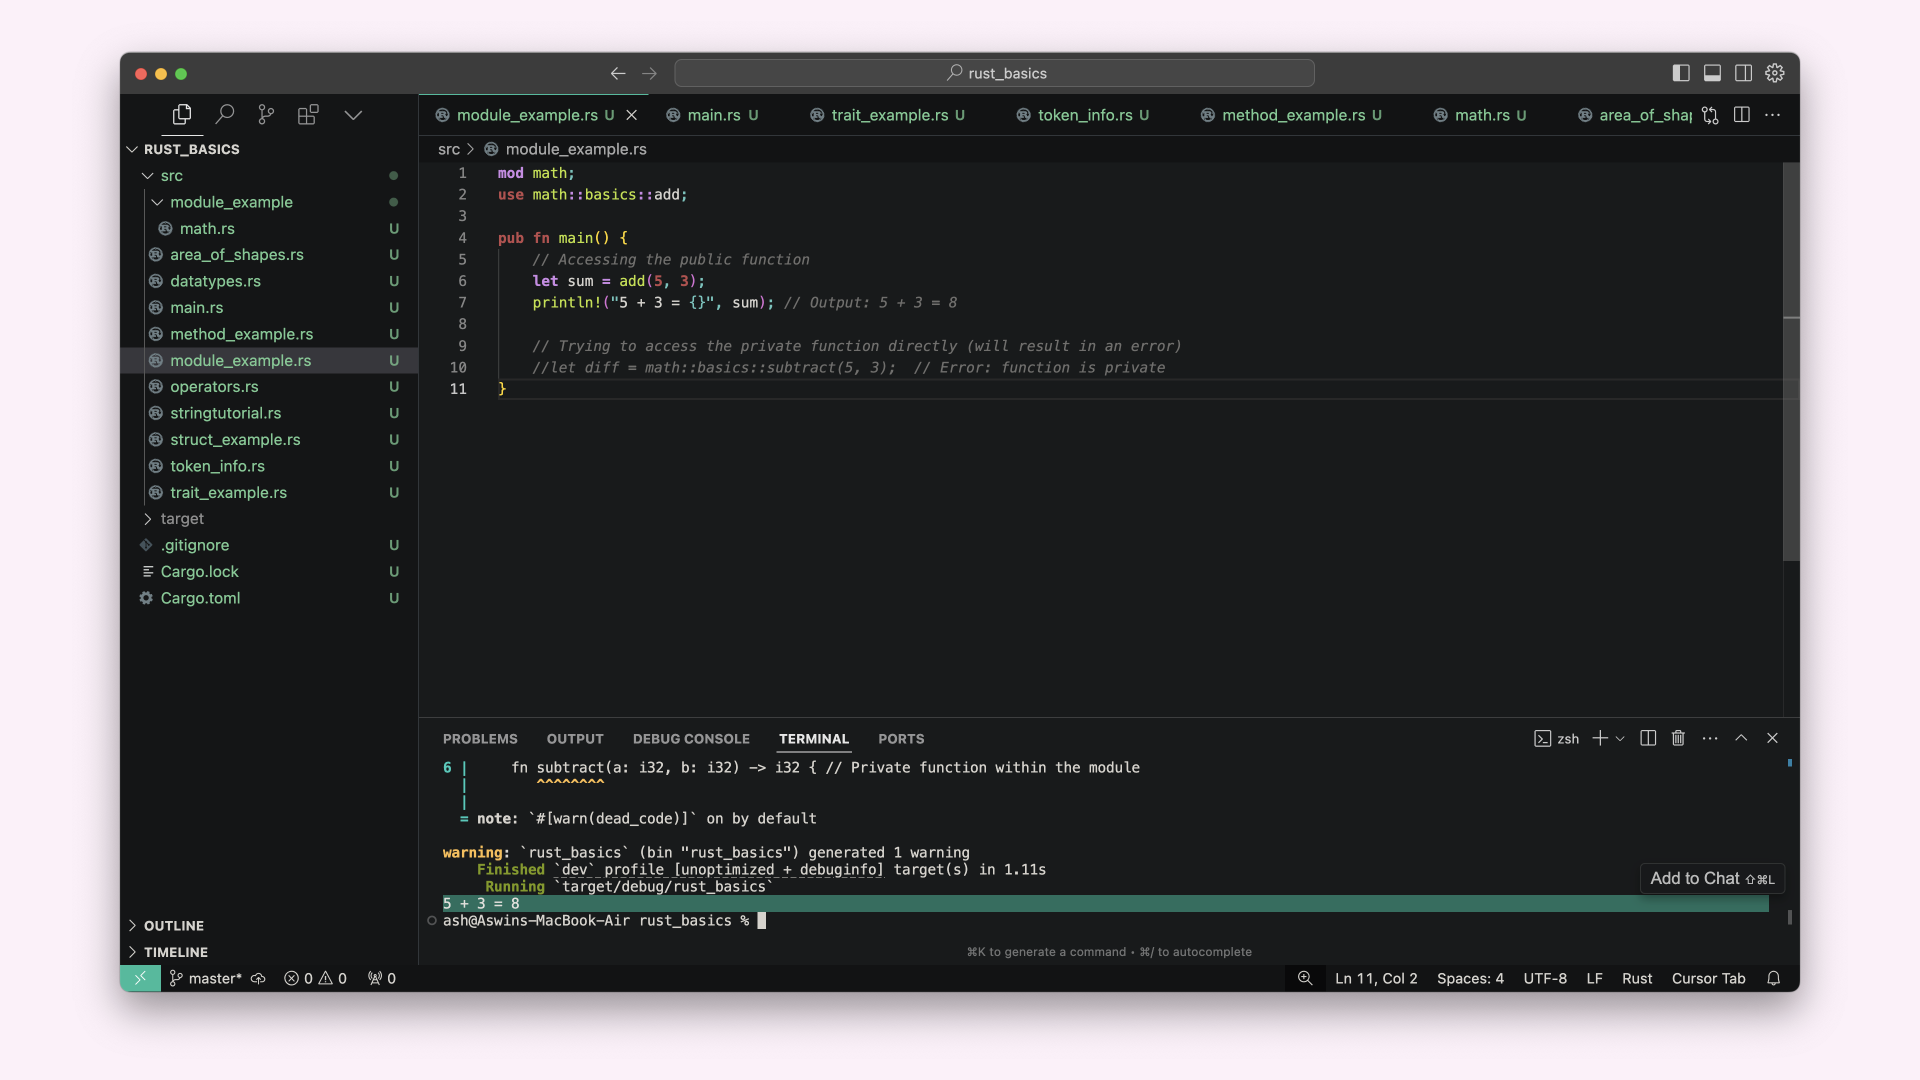 rust_basics
module_example.rs U
main.rs U
trait_example.rs U
token_info.rs U
method_example.rs U
math.rs U
area_of_shap
RUST_BASICS
src
module_example
math.rs U
area_of_shapes.rs U
datatypes.rs U
main.rs U
method_example.rs U
module_example.rs U
operators.rs U
stringtutorial.rs U
struct_example.rs U
token_info.rs U
trait_example.rs U
target
.gitignore U
Cargo.lock U
Cargo.toml U
OUTLINE
TIMELINE
src > module_example.rs
1 mod math;
2 use math::basics::add;
3
4 pub fn main() {
5 // Accessing the public function
6 let sum = add(5, 3);
7 println!("5 + 3 = {}", sum); // Output: 5 + 3 = 8
8
9 // Trying to access the private function directly (will result in an error)
10 //let diff = math::basics::subtract(5, 3);  // Error: function is private
11 }
PROBLEMS OUTPUT DEBUG CONSOLE TERMINAL PORTS
zsh
6 |     fn subtract(a: i32, b: i32) -> i32 { // Private function within the module
  |        ^^^^^^^^
  |
  = note: `#[warn(dead_code)]` on by default
warning: `rust_basics` (bin "rust_basics") generated 1 warning
Finished `dev` profile [unoptimized + debuginfo] target(s) in 1.11s
Running `target/debug/rust_basics`
5 + 3 = 8
ash@Aswins-MacBook-Air rust_basics %
Add to Chat ⇧⌘L
⌘K to generate a command • ⌘/ to autocomplete
master* 0 0 0
Ln 11, Col 2 Spaces: 4 UTF-8 LF Rust Cursor Tab